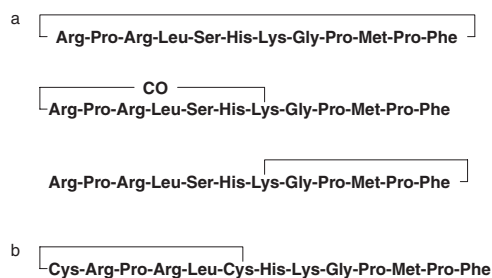 a
Arg-Pro-Arg-Leu-Ser-His-Lys-Gly-Pro-Met-Pro-Phe
CO
Arg-Pro-Arg-Leu-Ser-His-Lys-Gly-Pro-Met-Pro-Phe
Arg-Pro-Arg-Leu-Ser-His-Lys-Gly-Pro-Met-Pro-Phe
b
Cys-Arg-Pro-Arg-Leu-Cys-His-Lys-Gly-Pro-Met-Pro-Phe